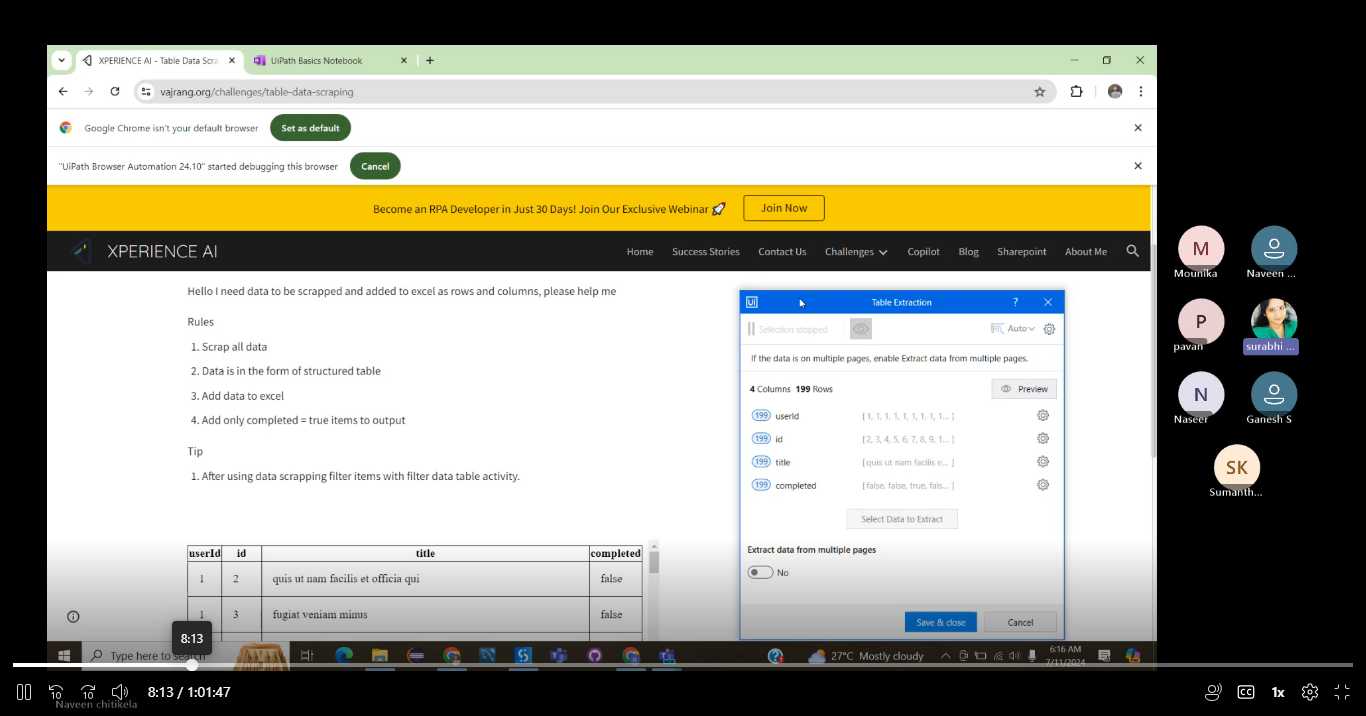 XPERIENCE AI - Table Data Scra
UiPath Basics Notebook
vajrang.org/challenges/table-data-scraping
Google Chrome isn't your default browser
Set as default
"UiPath Browser Automation 24.10" started debugging this browser
Cancel
Become an RPA Developer in Just 30 Days! Join Our Exclusive Webinar 🚀
Join Now
XPERIENCE AI
Home Success Stories Contact Us Challenges Copilot Blog Sharepoint About Me
Hello I need data to be scrapped and added to excel as rows and columns, please help me
Rules
1. Scrap all data
2. Data is in the form of structured table
3. Add data to excel
4. Add only completed = true items to output
Tip
1. After using data scrapping filter items with filter data table activity.
userId id title completed
1 2 quis ut nam facilis et officia qui false
1 3 fugiat veniam minus false
UI Table Extraction ?
Selection stopped Auto
If the data is on multiple pages, enable Extract data from multiple pages.
4 Columns 199 Rows Preview
199 userId [ 1, 1, 1, 1, 1, 1, 1, 1, 1... ]
199 id [ 2, 3, 4, 5, 6, 7, 8, 9, 1... ]
199 title [ quis ut nam facilis e... ]
199 completed [ false, false, true, fals... ]
Select Data to Extract
Extract data from multiple pages
No
Save & close Cancel
M
Mounika
Naveen ...
P
pavan
surabhi ...
N
Naseer
Ganesh S
SK
Sumanth...
8:13
Type here to search
27°C Mostly cloudy
6:16 AM
7/11/2024
10 10 8:13 / 1:01:47
CC 1x
Naveen chitikela